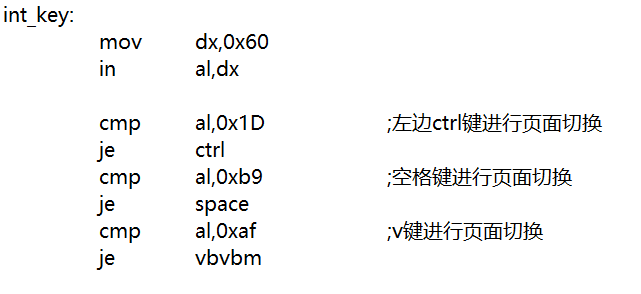 int_key:
mov dx,0x60
in al,dx
cmp al,0x1D ;左边ctrl键进行页面切换
je ctrl
cmp al,0xb9 ;空格键进行页面切换
je space
cmp al,0xaf ;v键进行页面切换
je vbvbm